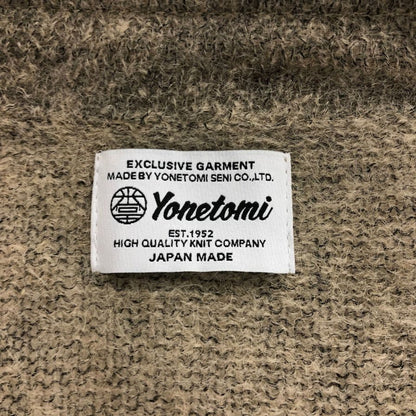 EXCLUSIVE GARMENT
MADE BY YONETOMI SENI CO.,LTD.
Yonetomi
EST.1952
HIGH QUALITY KNIT COMPANY
JAPAN MADE